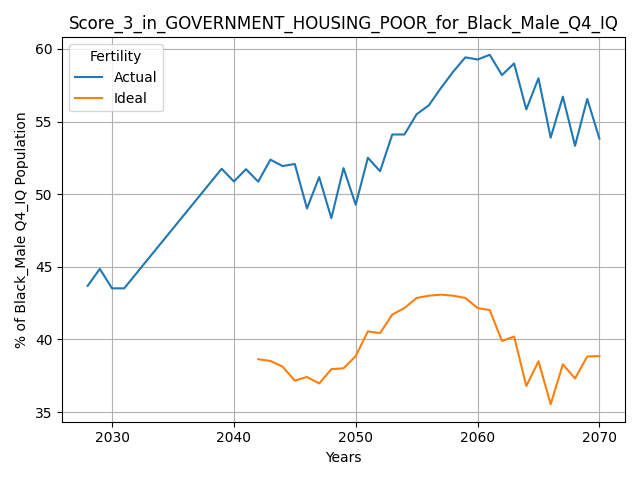 Score_3_in_GOVERNMENT_HOUSING_POOR_for_Black_Male_Q4_IQ
Fertility
Actual
Ideal
% of Black_Male Q4_IQ Population
60
55
50
45
40
35
2030
2040
2050
2060
2070
Years